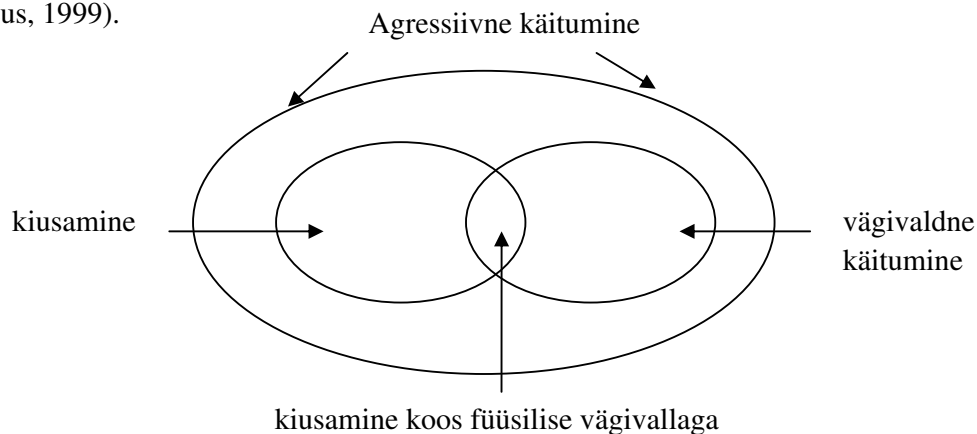 us, 1999).
Agressiivne käitumine
kiusamine
vägivaldne
käitumine
kiusamine koos füüsilise vägivallaga